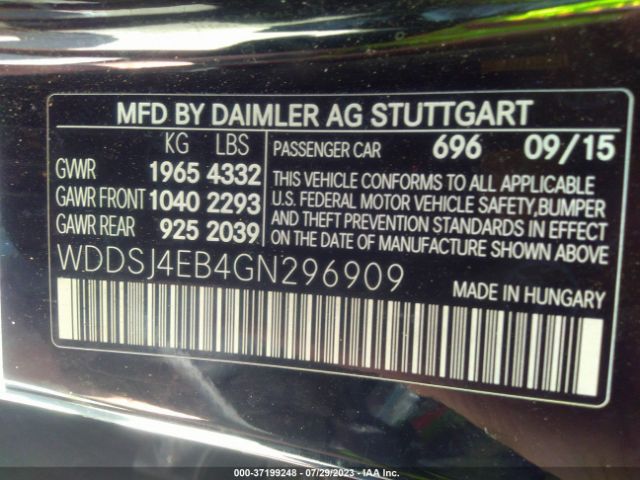 MFD BY DAIMLER AG STUTTGART
KG LBS
GVWR 1965 4332
GAWR FRONT 1040 2293
GAWR REAR 925 2039
PASSENGER CAR 696 09/15
THIS VEHICLE CONFORMS TO ALL APPLICABLE
U.S. FEDERAL MOTOR VEHICLE SAFETY,BUMPER
AND THEFT PREVENTION STANDARDS IN EFFECT
ON THE DATE OF MANUFACTURE SHOWN ABOVE
WDDSJ4EB4GN296909
MADE IN HUNGARY
000-37199248 - 07/29/2023 - IAA Inc.